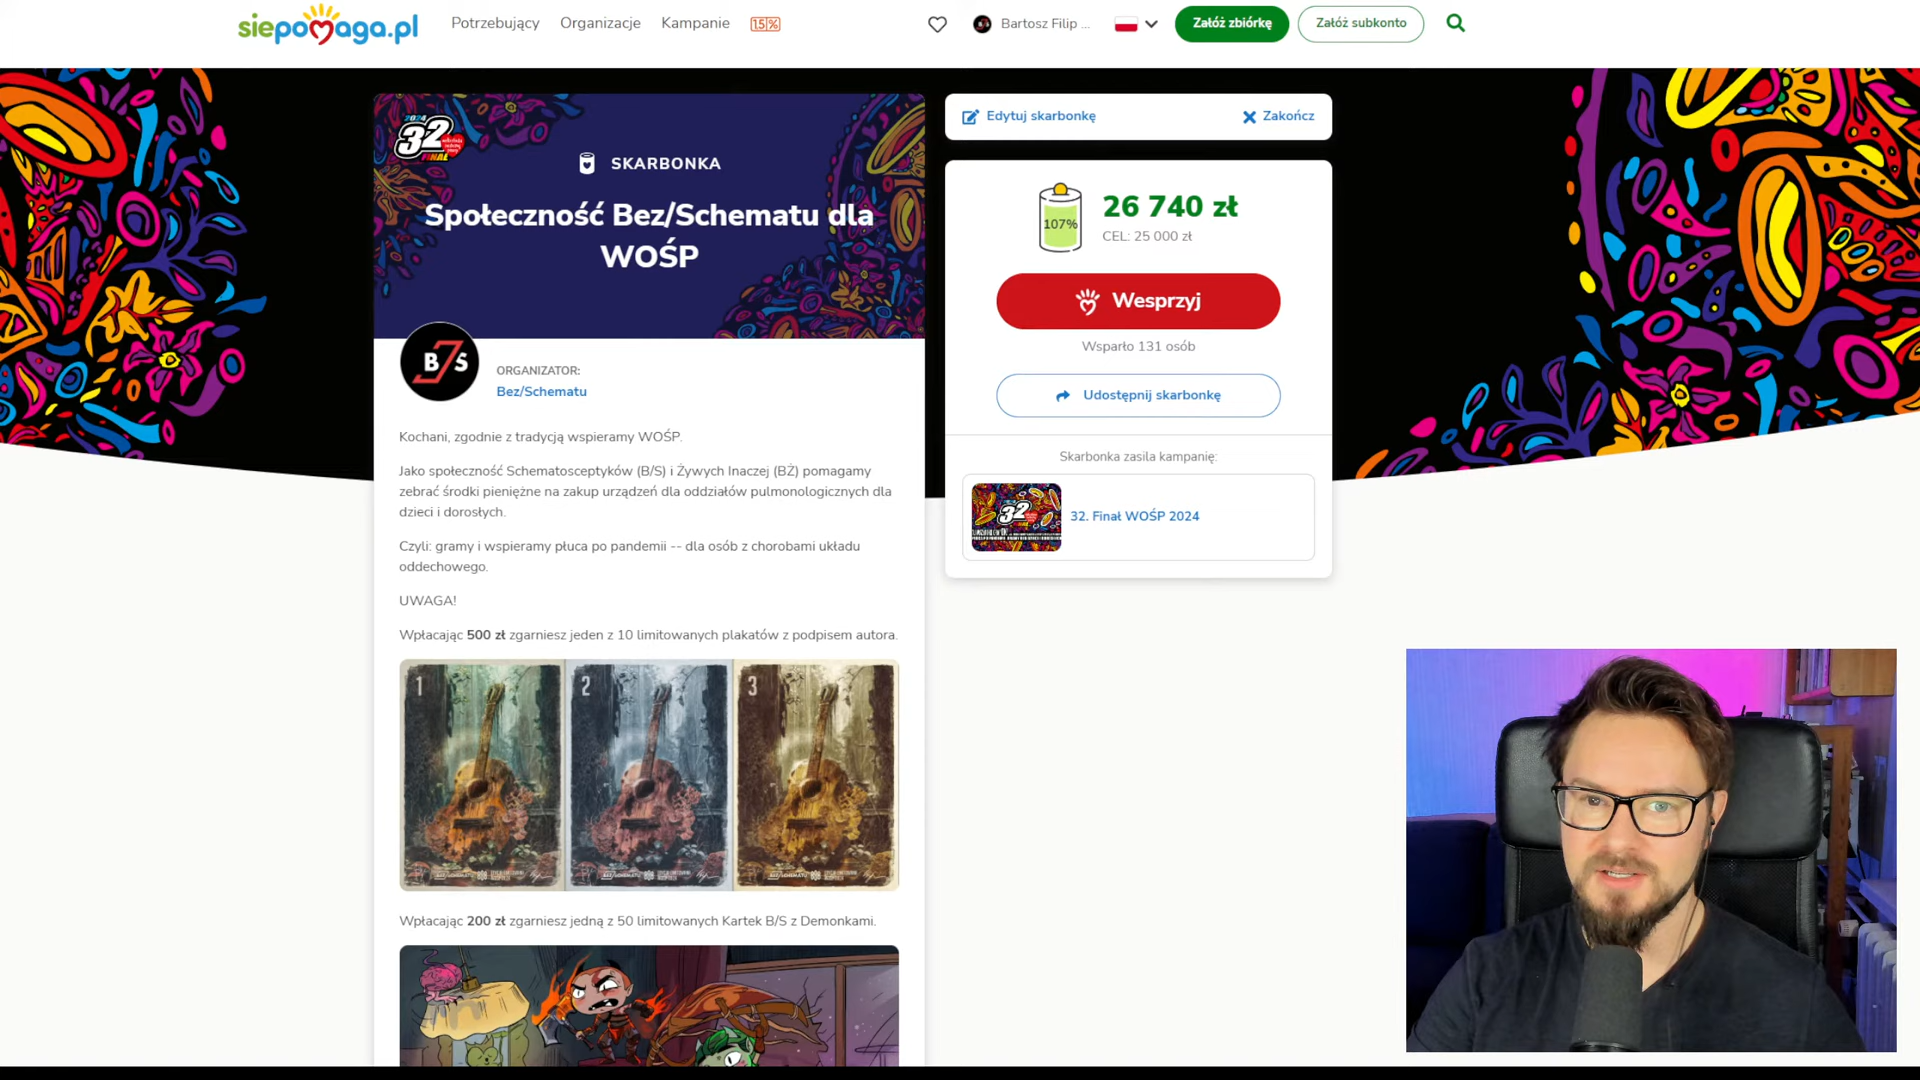 siepomaga.pl
Potrzebujący
Organizacje
Kampanie
15%
Bartosz Filip ...
Załóż zbiórkę
Załóż subkonto
2024
32
FINAŁ
SKARBONKA
Społeczność Bez/Schematu dla
WOŚP
B/S
ORGANIZATOR:
Bez/Schematu
Kochani, zgodnie z tradycją wspieramy WOŚP.
Jako społeczność Schematosceptyków (B/S) i Żywych Inaczej (BŻ) pomagamy
zebrać środki pieniężne na zakup urządzeń dla oddziałów pulmonologicznych dla
dzieci i dorosłych.
Czyli: gramy i wspieramy płuca po pandemii -- dla osób z chorobami układu
oddechowego.
UWAGA!
Wpłacając 500 zł zgarniesz jeden z 10 limitowanych plakatów z podpisem autora.
1
2
3
Wpłacając 200 zł zgarniesz jedną z 50 limitowanych Kartek B/S z Demonkami.
Edytuj skarbonkę
Zakończ
107%
26 740 zł
CEL: 25 000 zł
Wesprzyj
Wsparło 131 osób
Udostępnij skarbonkę
Skarbonka zasila kampanię:
32
32. Finał WOŚP 2024